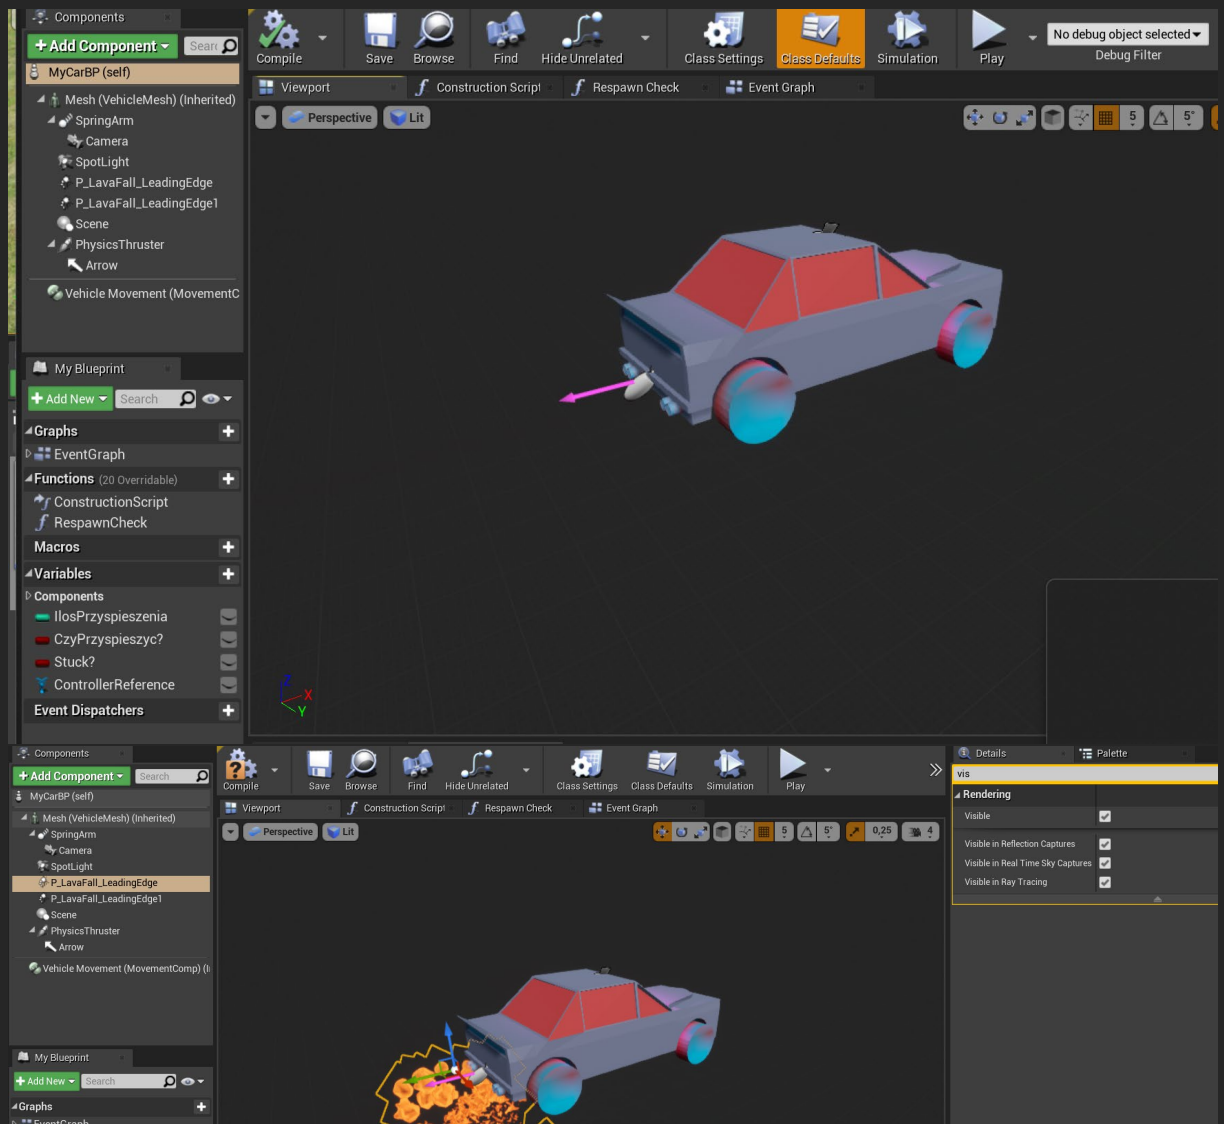 Components
+ Add Component
Searc
MyCarBP (self)
Mesh (VehicleMesh) (Inherited)
SpringArm
Camera
SpotLight
P_LavaFall_LeadingEdge
P_LavaFall_LeadingEdge1
Scene
PhysicsThruster
Arrow
Vehicle Movement (MovementC
My Blueprint
+ Add New
Search
Graphs
EventGraph
Functions (20 Overridable)
ConstructionScript
RespawnCheck
Macros
Variables
Components
IlosPrzyspieszenia
CzyPrzyspieszyc?
Stuck?
ControllerReference
Event Dispatchers
Compile
Save
Browse
Find
Hide Unrelated
Class Settings
Class Defaults
Simulation
Play
No debug object selected
Debug Filter
Viewport
Construction Script
Respawn Check
Event Graph
Perspective
Lit
5
5°
Z
X
Y
Components
+ Add Component
Search
MyCarBP (self)
Mesh (VehicleMesh) (Inherited)
SpringArm
Camera
SpotLight
P_LavaFall_LeadingEdge
P_LavaFall_LeadingEdge1
Scene
PhysicsThruster
Arrow
Vehicle Movement (MovementComp) (I
My Blueprint
+ Add New
Search
Graphs
EventGraph
Compile
Save
Browse
Find
Hide Unrelated
Class Settings
Class Defaults
Simulation
Play
Viewport
Construction Script
Respawn Check
Event Graph
Perspective
Lit
5
5°
0,25
4
Details
Palette
vis
Rendering
Visible
Visible in Reflection Captures
Visible in Real Time Sky Captures
Visible in Ray Tracing